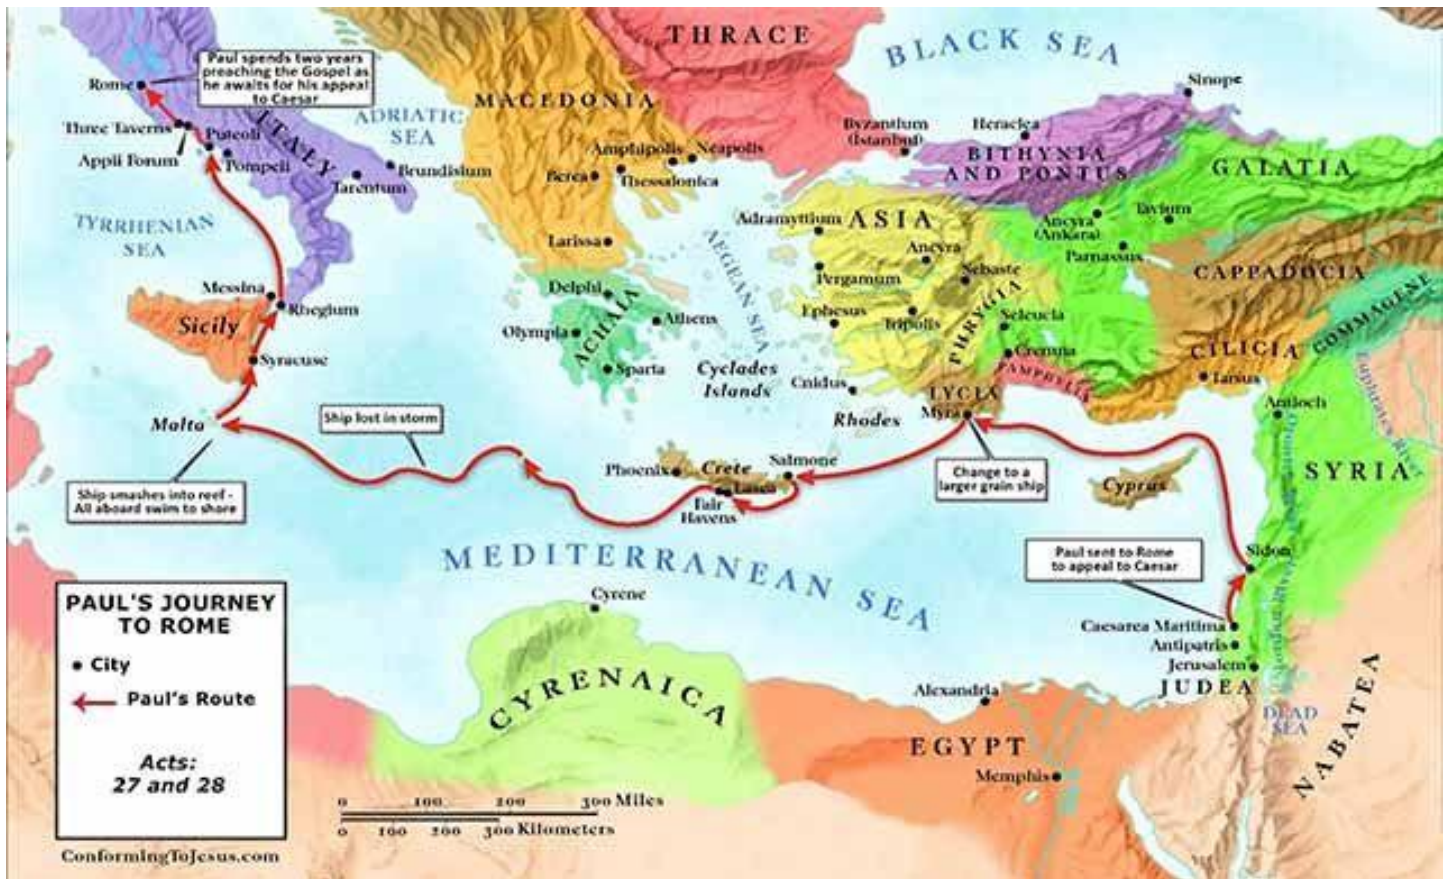 THRACE
BLACK SEA
Paul spends two years
preaching the Gospel as
he awaits for his appeal
to Caesar
Rome
Sinope
MACEDONIA
ADRIATIC
SEA
ITALY
Three Taverns
Puteoli
Appii Forum
Pompeii
Brundisium
Tarentum
Byzantium
(Istanbul)
Heraclea
BITHYNIA
AND PONTUS
GALATIA
Amphipolis
Neapolis
Berea
Thessalonica
TYRRHENIAN
SEA
Adramyttium
ASIA
Ancyra
(Ankara)
Tavium
Larissa
AEGEAN SEA
Ancyra
Parnassus
Pergamum
Sebaste
CAPPADOCIA
COMMAGENE
Messina
Rhegium
Delphi
ACHAIA
Ephesus
Tripolis
PHRYGIA
Seleucia
Sicily
Olympia
Athens
Cremna
CILICIA
Euphrates River
Syracuse
Sparta
Cyclades
Islands
PAMPHYLIA
Tarsus
Cnidus
LYCIA
Myra
Antioch
Malta
Ship lost in storm
Rhodes
Phoenix
Crete
Salmone
Lasea
Fair
Havens
Change to a
larger grain ship
Cyprus
SYRIA
Ship smashes into reef -
All aboard swim to shore
MEDITERRANEAN SEA
Paul sent to Rome
to appeal to Caesar
Sidon
Cyrene
Caesarea Maritima
Antipatris
Jerusalem
JUDEA
CYRENAICA
Alexandria
DEAD
SEA
NABATEA
EGYPT
Memphis
PAUL'S JOURNEY
TO ROME
City
Paul's Route
Acts:
27 and 28
0 100 200 300 Miles
0 100 200 300 Kilometers
ConformingToJesus.com